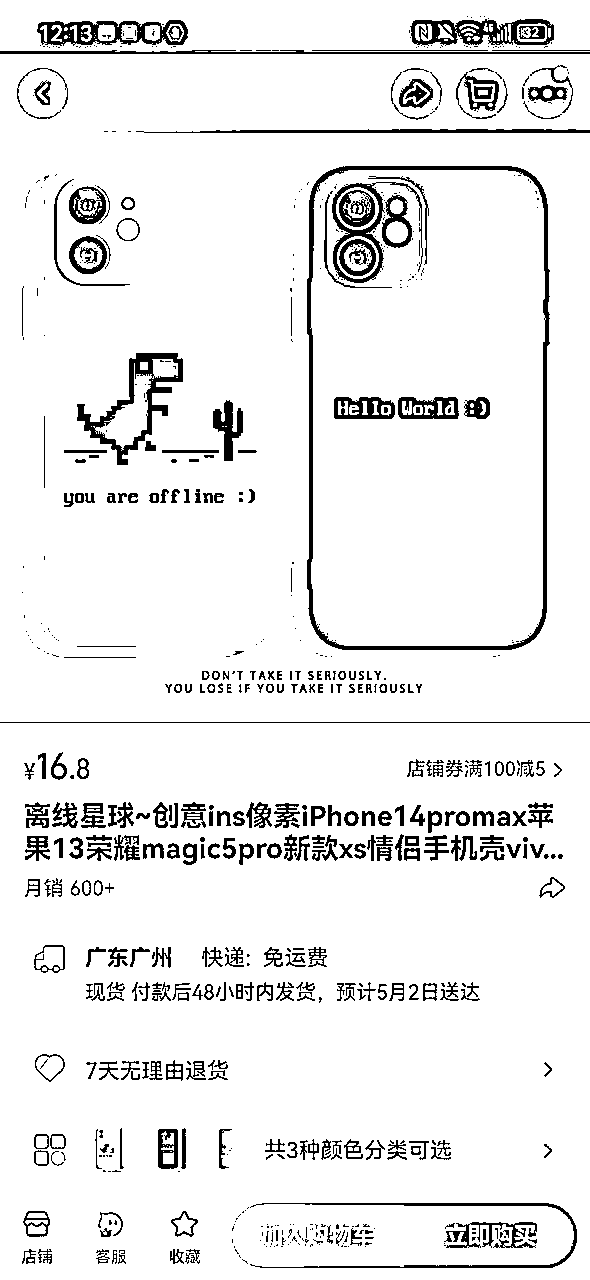 12:13
32
Hello World :)
you are offline :)
DON'T TAKE IT SERIOUSLY.
YOU LOSE IF YOU TAKE IT SERIOUSLY
¥16.8
店铺券满100减5
离线星球~创意ins像素iPhone14promax苹
果13荣耀magic5pro新款xs情侣手机壳viv...
月销 600+
广东广州 快递: 免运费
现货 付款后48小时内发货，预计5月2日送达
7天无理由退货
共3种颜色分类可选
店铺 客服 收藏 加入购物车 立即购买